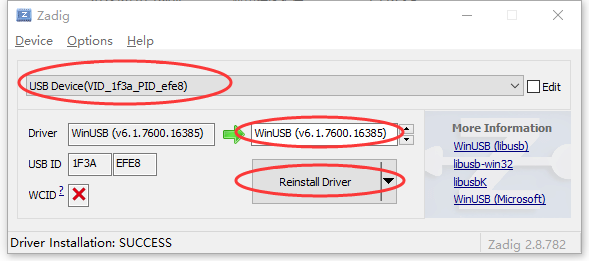 Zadig
Device Options Help
USB Device(VID_1f3a_PID_efe8) Edit
Driver WinUSB (v6.1.7600.16385) WinUSB (v6.1.7600.16385)
USB ID 1F3A EFE8
WCID ?
Reinstall Driver
More Information
WinUSB (libusb)
libusb-win32
libusbK
WinUSB (Microsoft)
Driver Installation: SUCCESS Zadig 2.8.782